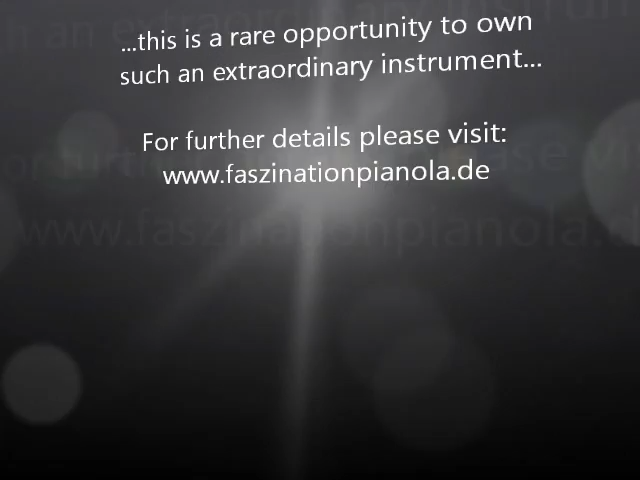 ...this is a rare opportunity to own
such an extraordinary instrument...
For further details please visit:
www.faszinationpianola.de